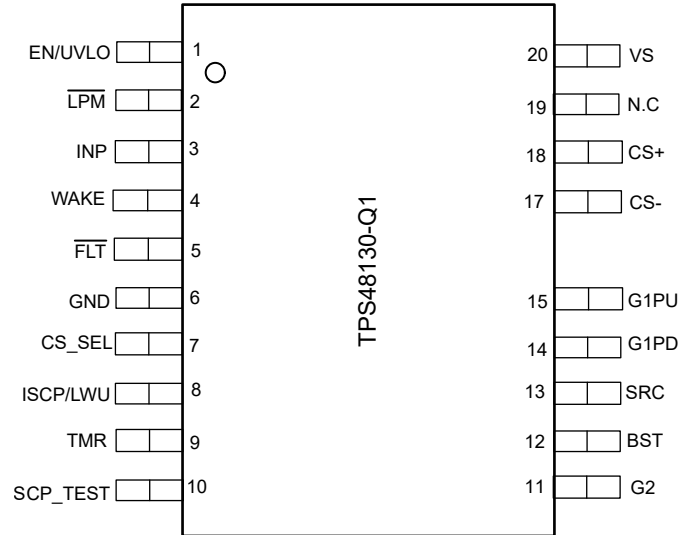 EN/UVLO 1
LPM 2
INP 3
WAKE 4
FLT 5
GND 6
CS_SEL 7
ISCP/LWU 8
TMR 9
SCP_TEST 10
TPS48130-Q1
20 VS
19 N.C
18 CS+
17 CS-
15 G1PU
14 G1PD
13 SRC
12 BST
11 G2